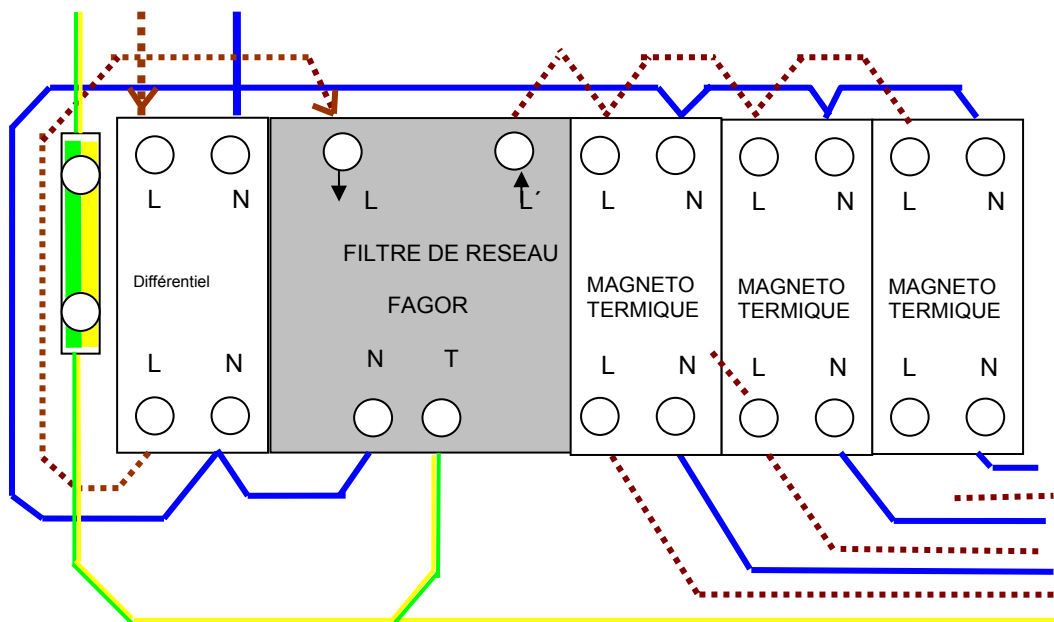 L N
Différentiel
L N
L L´
FILTRE DE RESEAU
FAGOR
N T
L N
MAGNETO
TERMIQUE
L N
L N
MAGNETO
TERMIQUE
L N
L N
MAGNETO
TERMIQUE
L N